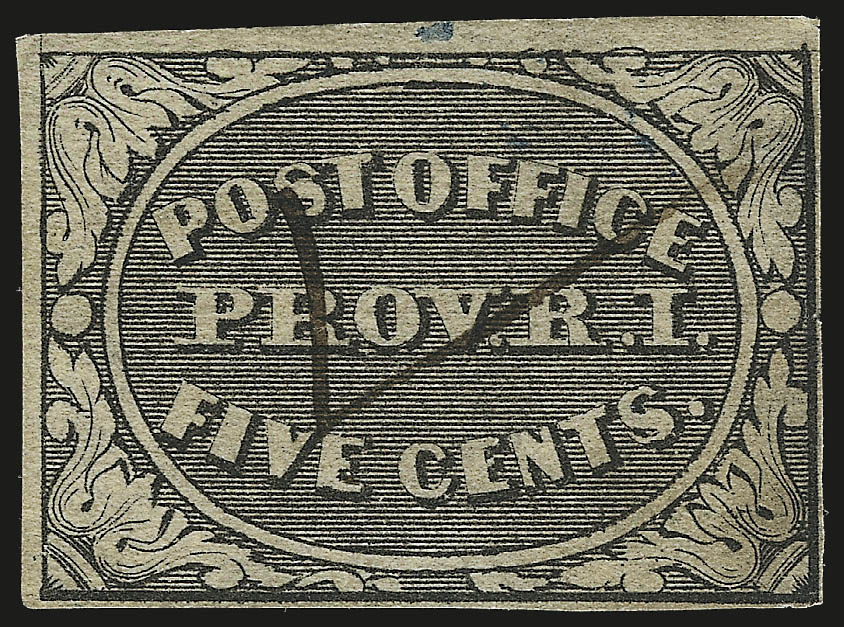 POST OFFICE
PROV. R. I.
FIVE CENTS.